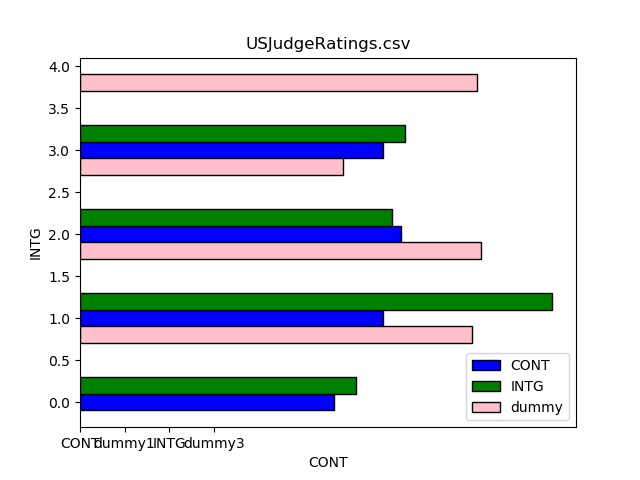 USJudgeRatings.csv
4.0
3.5
3.0
2.5
2.0
1.5
1.0
0.5
0.0
INTG
CONT
INTG
dummy
CONT dummy1 INTG dummy3
CONT